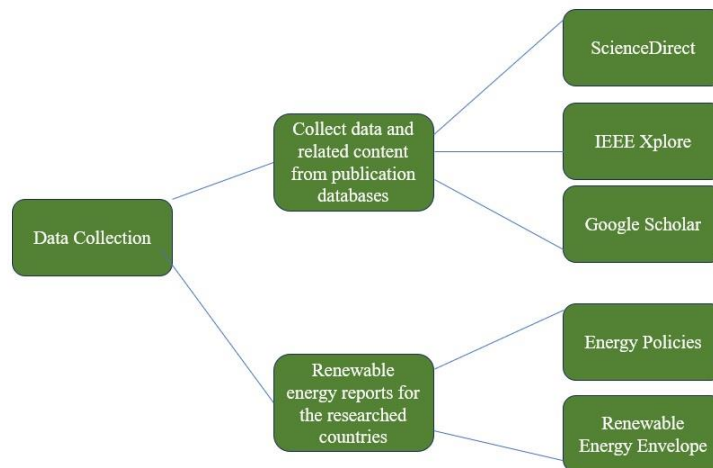 ScienceDirect
Collect data and
related content
from publication
databases
IEEE Xplore
Google Scholar
Data Collection
Energy Policies
Renewable
energy reports for
the researched
countries
Renewable
Energy Envelope